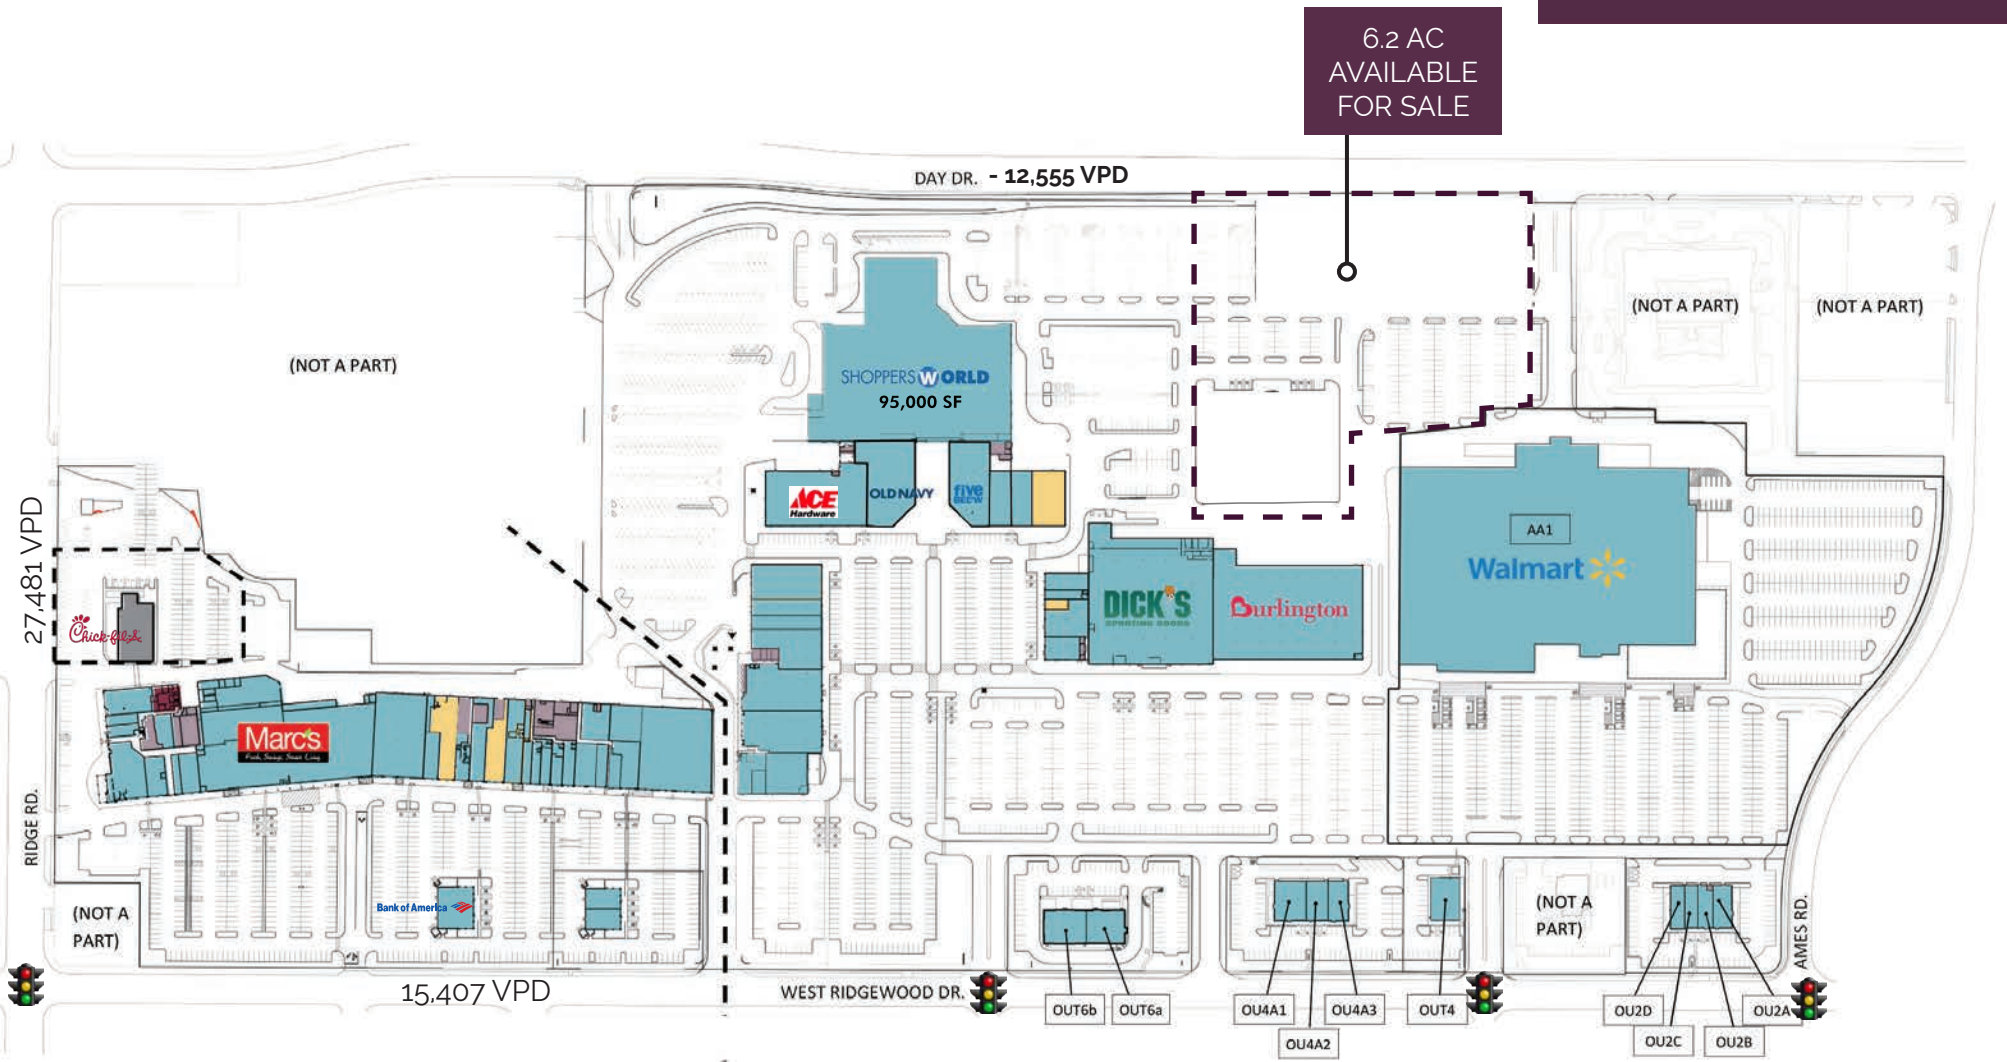 6.2 AC
AVAILABLE
FOR SALE
DAY DR. - 12,555 VPD
(NOT A PART)
(NOT A PART)
(NOT A PART)
SHOPPERS WORLD
95,000 SF
ACE
Hardware
OLD NAVY
five
BELOW
AA1
Walmart
27,481 VPD
Chick-fil-A
DICK'S
SPORTING GOODS
Burlington
Marc's
RIDGE RD.
Bank of America
(NOT A
PART)
(NOT A
PART)
AMES RD.
15,407 VPD
WEST RIDGEWOOD DR.
OUT6b
OUT6a
OU4A1
OU4A2
OU4A3
OUT4
OU2D
OU2C
OU2B
OU2A